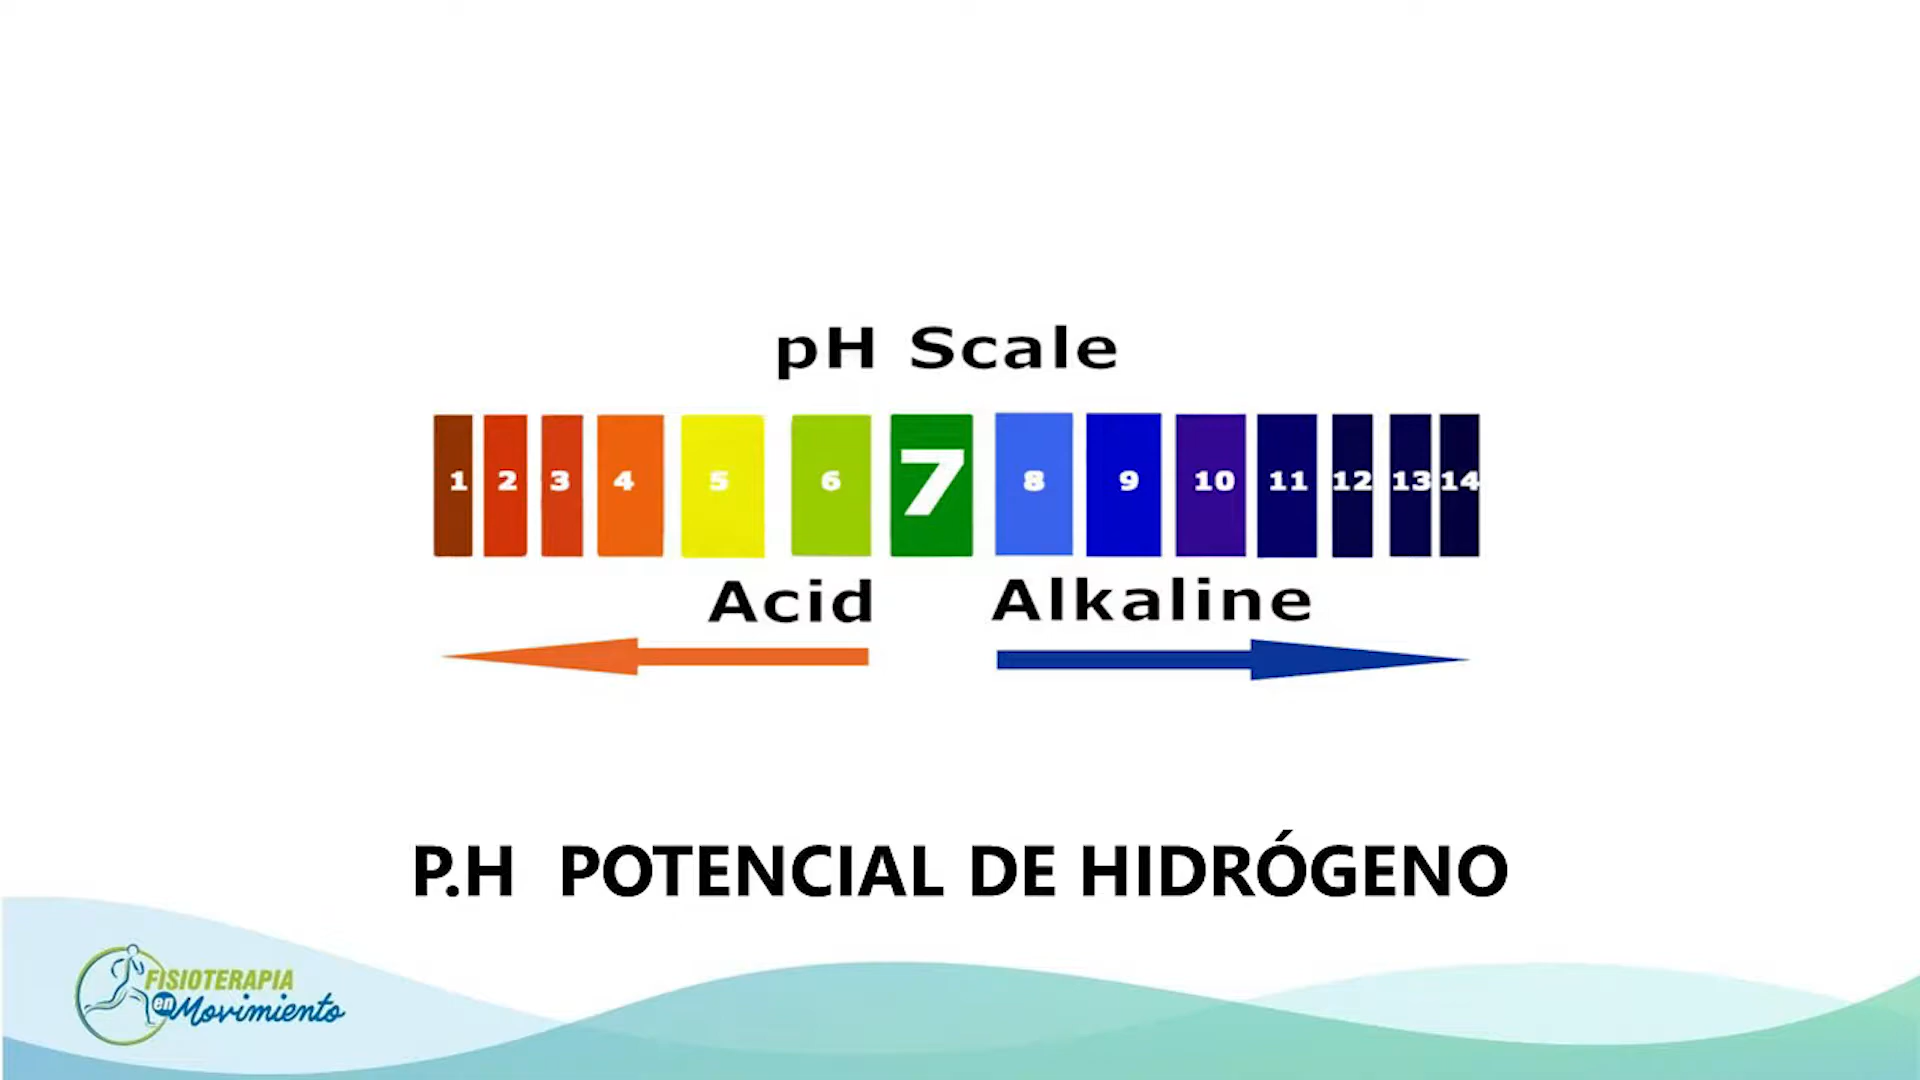 pH Scale
1 2 3 4 5 6 7 8 9 10 11 12 13 14
Acid Alkaline
P.H POTENCIAL DE HIDRÓGENO
FISIOTERAPIA
en Movimiento